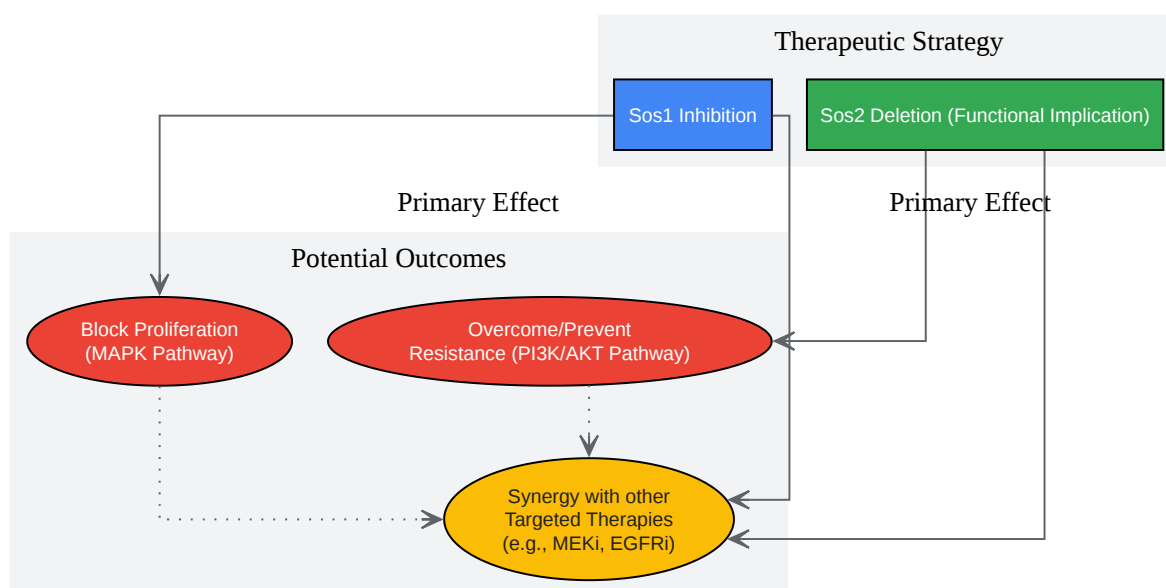 Therapeutic Strategy
Sos1 Inhibition
Sos2 Deletion (Functional Implication)
Primary Effect
Primary Effect
Potential Outcomes
Block Proliferation
(MAPK Pathway)
Overcome/Prevent
Resistance (PI3K/AKT Pathway)
Synergy with other
Targeted Therapies
(e.g., MEKi, EGFRi)